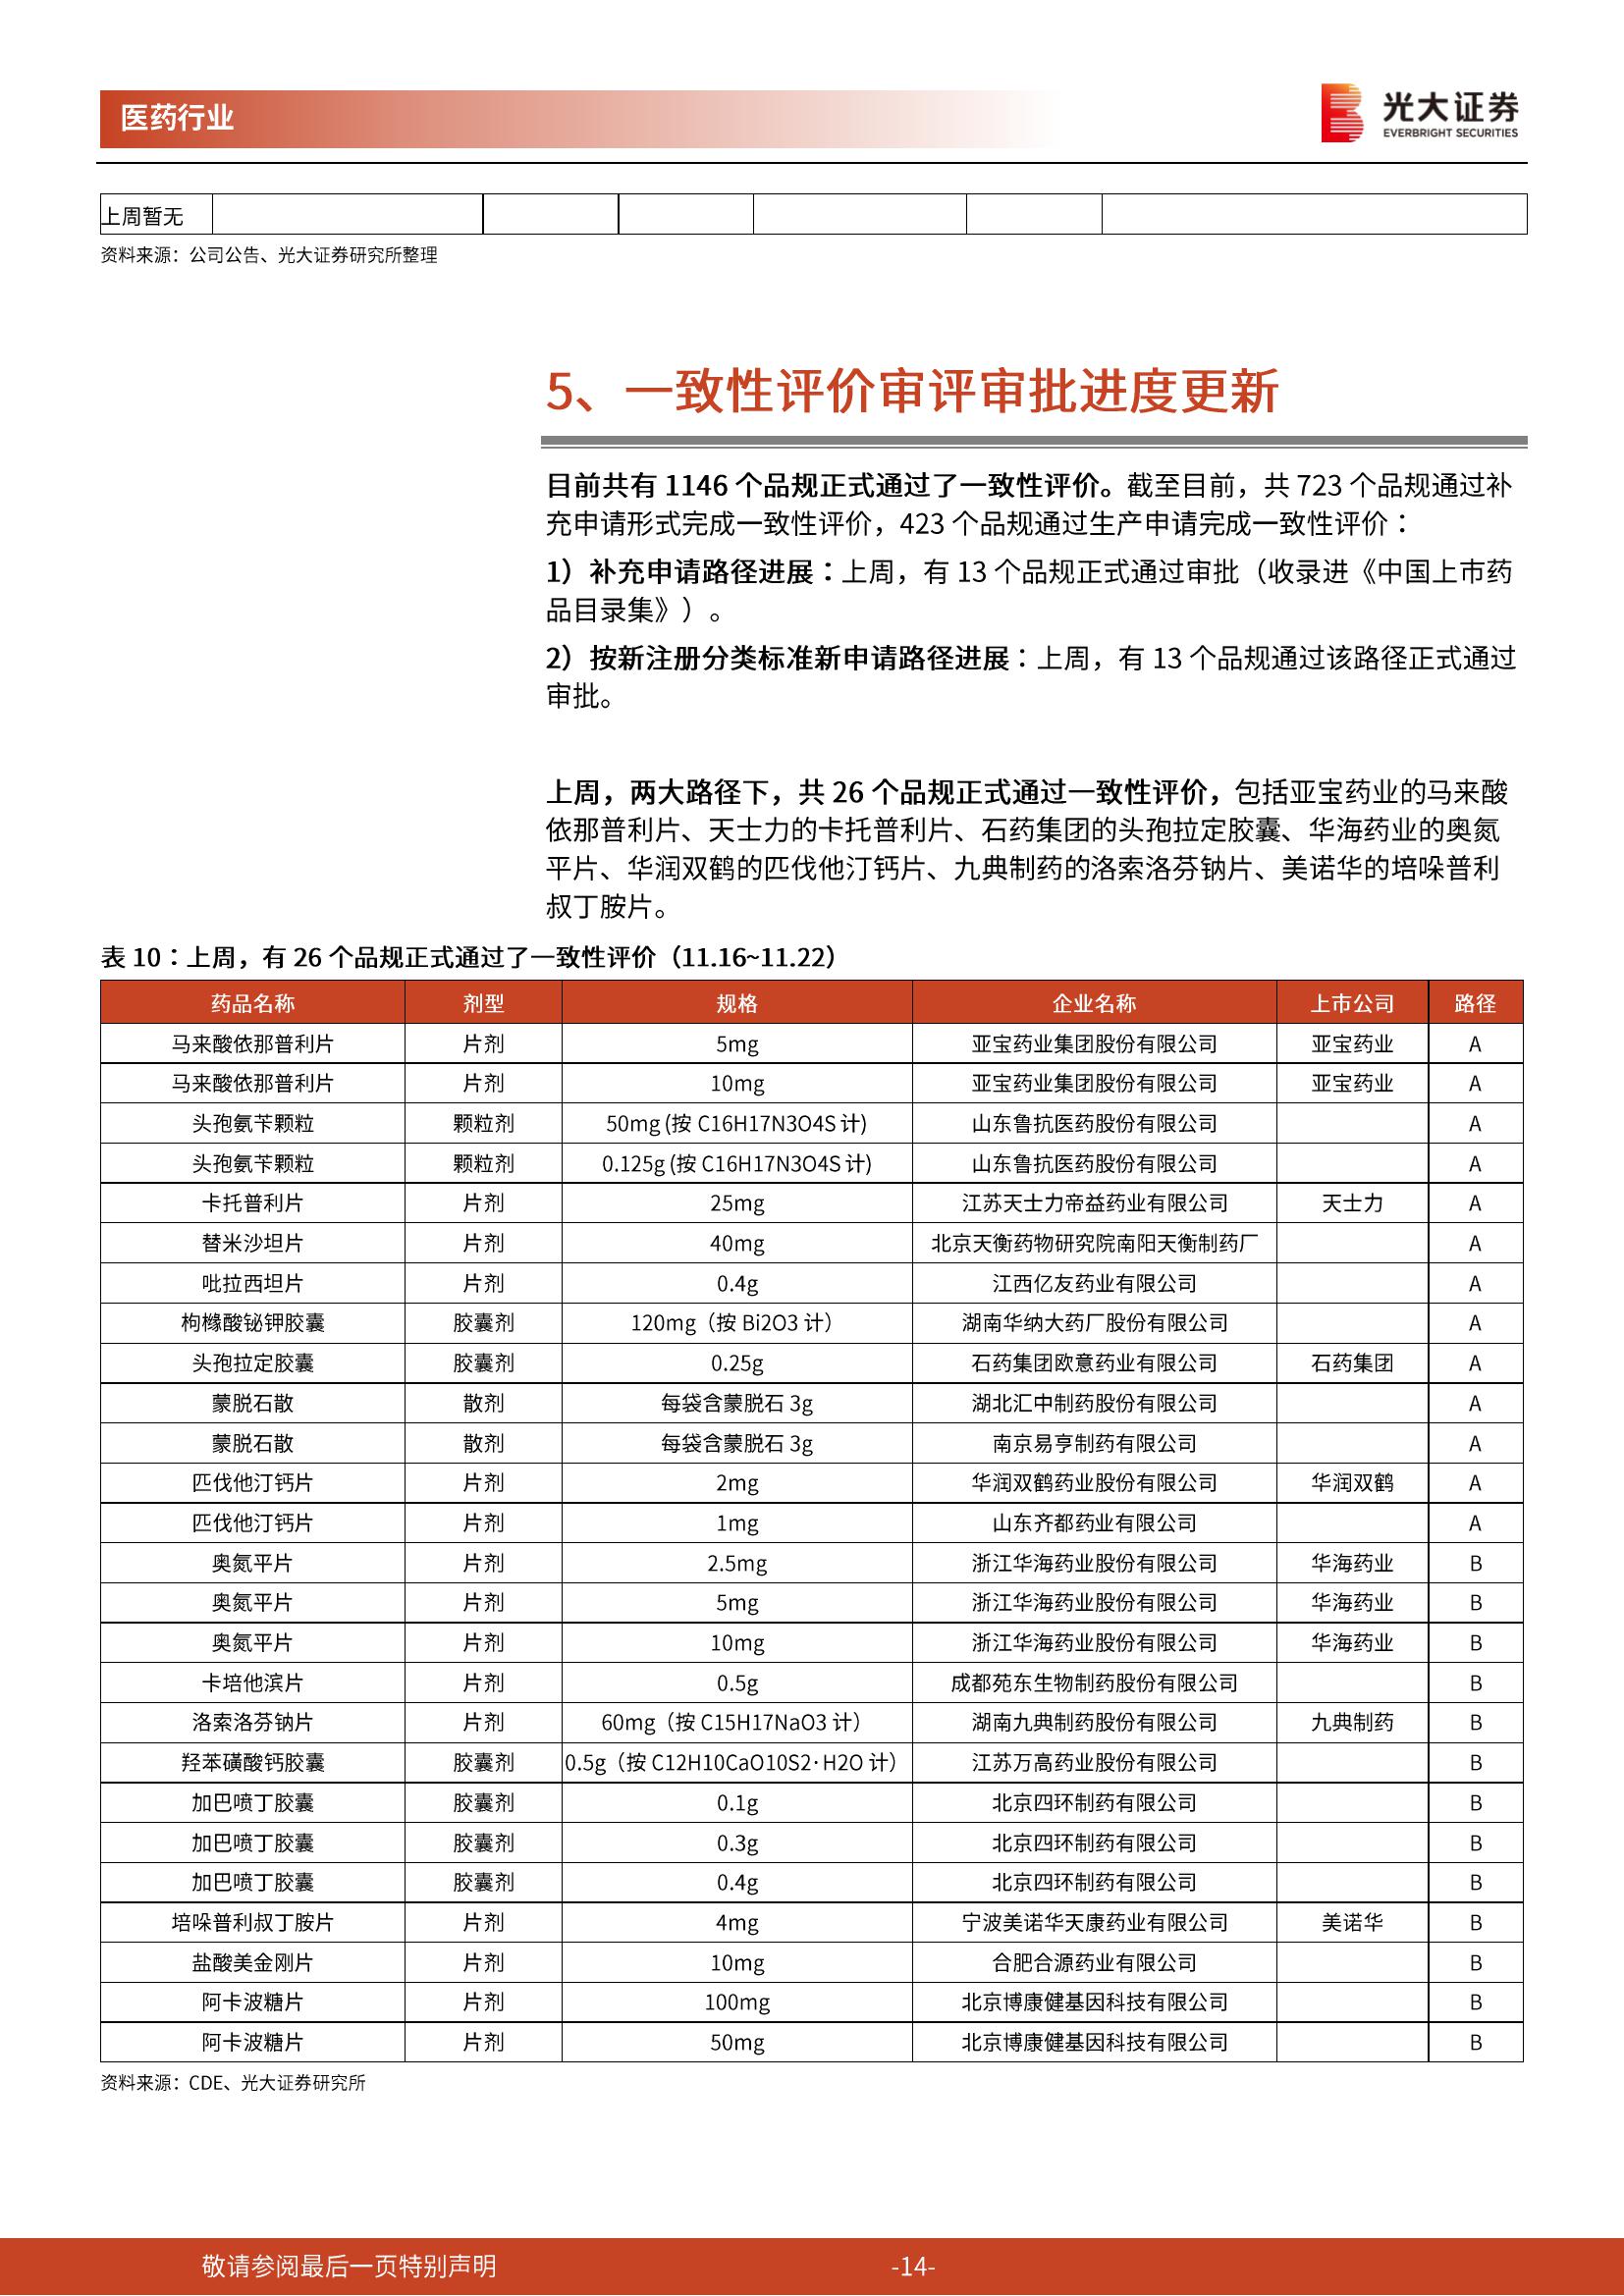 医药行业
光大证券
EVERBRIGHT SECURITIES
上周暂无
资料来源：公司公告、光大证券研究所整理
5、一致性评价审评审批进度更新
目前共有 1146 个品规正式通过了一致性评价。截至目前，共 723 个品规通过补
充申请形式完成一致性评价，423 个品规通过生产申请完成一致性评价：
1）补充申请路径进展：上周，有 13 个品规正式通过审批（收录进《中国上市药
品目录集》）。
2）按新注册分类标准新申请路径进展：上周，有 13 个品规通过该路径正式通过
审批。
上周，两大路径下，共 26 个品规正式通过一致性评价，包括亚宝药业的马来酸
依那普利片、天士力的卡托普利片、石药集团的头孢拉定胶囊、华海药业的奥氮
平片、华润双鹤的匹伐他汀钙片、九典制药的洛索洛芬钠片、美诺华的培哚普利
叔丁胺片。
表 10：上周，有 26 个品规正式通过了一致性评价（11.16~11.22）
药品名称 剂型 规格 企业名称 上市公司 路径
马来酸依那普利片 片剂 5mg 亚宝药业集团股份有限公司 亚宝药业 A
马来酸依那普利片 片剂 10mg 亚宝药业集团股份有限公司 亚宝药业 A
头孢氨苄颗粒 颗粒剂 50mg (按 C16H17N3O4S 计) 山东鲁抗医药股份有限公司 A
头孢氨苄颗粒 颗粒剂 0.125g (按 C16H17N3O4S 计) 山东鲁抗医药股份有限公司 A
卡托普利片 片剂 25mg 江苏天士力帝益药业有限公司 天士力 A
替米沙坦片 片剂 40mg 北京天衡药物研究院南阳天衡制药厂 A
吡拉西坦片 片剂 0.4g 江西亿友药业有限公司 A
枸橼酸铋钾胶囊 胶囊剂 120mg（按 Bi2O3 计） 湖南华纳大药厂股份有限公司 A
头孢拉定胶囊 胶囊剂 0.25g 石药集团欧意药业有限公司 石药集团 A
蒙脱石散 散剂 每袋含蒙脱石 3g 湖北汇中制药股份有限公司 A
蒙脱石散 散剂 每袋含蒙脱石 3g 南京易亨制药有限公司 A
匹伐他汀钙片 片剂 2mg 华润双鹤药业股份有限公司 华润双鹤 A
匹伐他汀钙片 片剂 1mg 山东齐都药业有限公司 A
奥氮平片 片剂 2.5mg 浙江华海药业股份有限公司 华海药业 B
奥氮平片 片剂 5mg 浙江华海药业股份有限公司 华海药业 B
奥氮平片 片剂 10mg 浙江华海药业股份有限公司 华海药业 B
卡培他滨片 片剂 0.5g 成都苑东生物制药股份有限公司 B
洛索洛芬钠片 片剂 60mg（按 C15H17NaO3 计） 湖南九典制药股份有限公司 九典制药 B
羟苯磺酸钙胶囊 胶囊剂 0.5g（按 C12H10CaO10S2·H2O 计） 江苏万高药业股份有限公司 B
加巴喷丁胶囊 胶囊剂 0.1g 北京四环制药有限公司 B
加巴喷丁胶囊 胶囊剂 0.3g 北京四环制药有限公司 B
加巴喷丁胶囊 胶囊剂 0.4g 北京四环制药有限公司 B
培哚普利叔丁胺片 片剂 4mg 宁波美诺华天康药业有限公司 美诺华 B
盐酸美金刚片 片剂 10mg 合肥合源药业有限公司 B
阿卡波糖片 片剂 100mg 北京博康健基因科技有限公司 B
阿卡波糖片 片剂 50mg 北京博康健基因科技有限公司 B
资料来源：CDE、光大证券研究所
敬请参阅最后一页特别声明 -14-